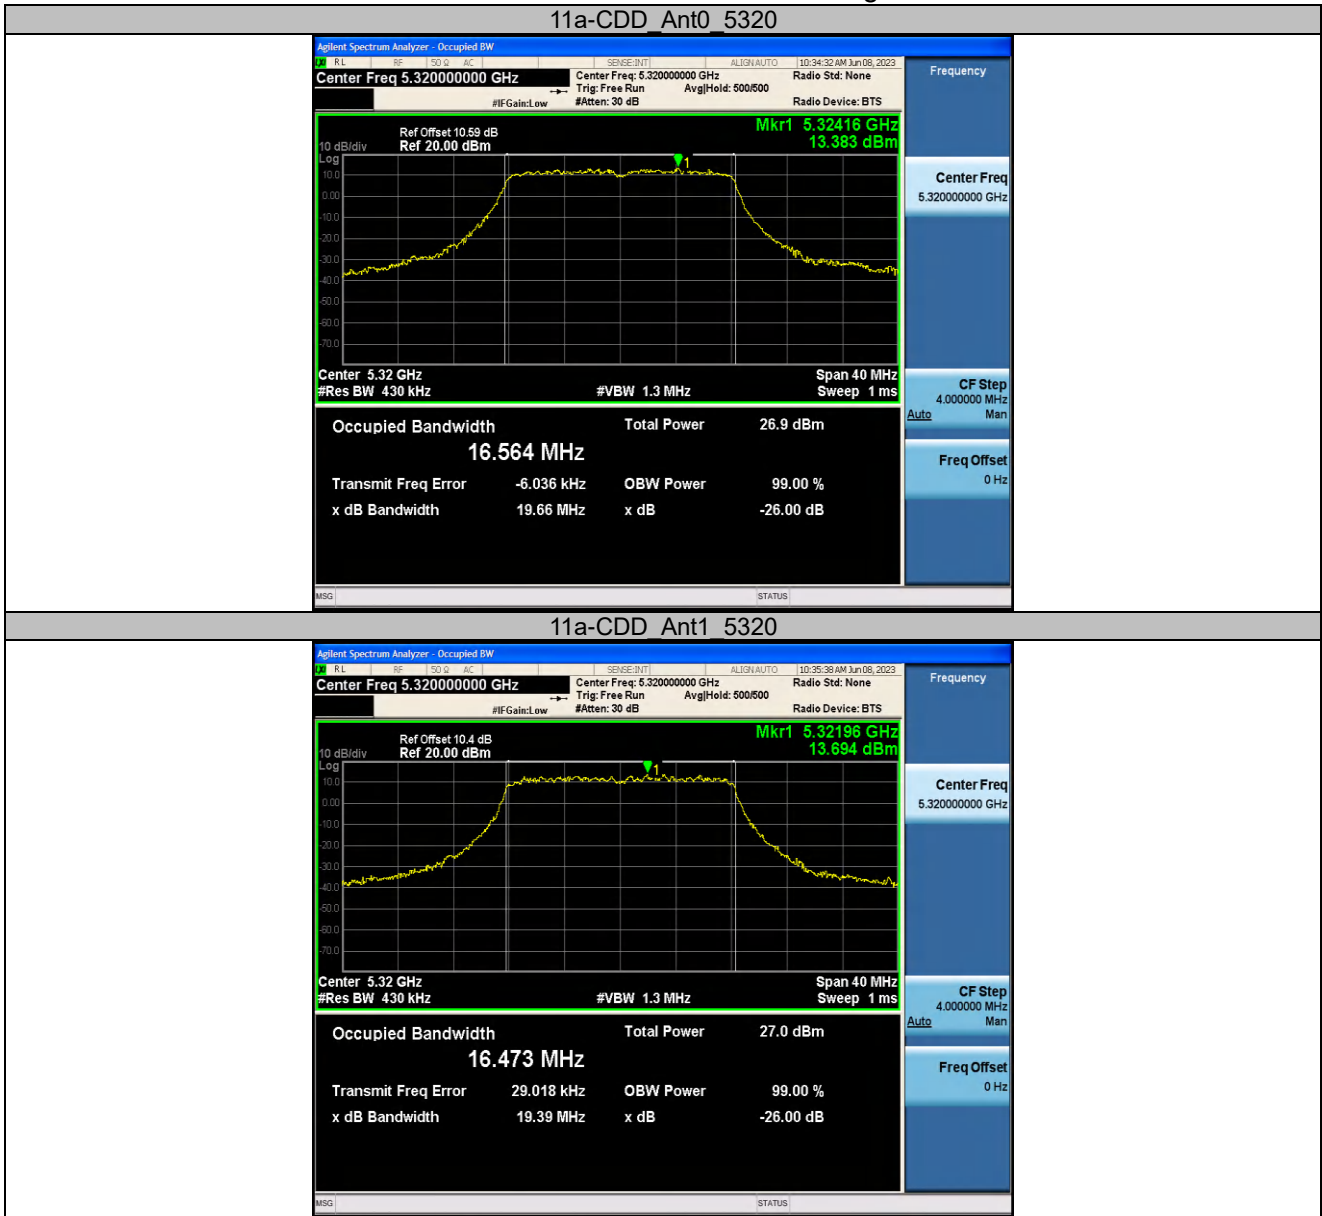 11a-CDD_Ant0_5320
Agilent Spectrum Analyzer - Occupied BW
RL RF 50 Ω AC SENSE:INT ALIGNAUTO 10:34:32 AM Jun 08, 2023
Center Freq 5.320000000 GHz
Center Freq: 5.320000000 GHz
Radio Std: None
Trig: Free Run Avg|Hold: 500/500
#IFGain:Low #Atten: 30 dB Radio Device: BTS
Frequency
Mkr1 5.32416 GHz
13.383 dBm
Ref Offset 10.59 dB
10 dB/div Ref 20.00 dBm
Log
10.0
0.00
-10.0
-20.0
-30.0
-40.0
-50.0
-60.0
-70.0
1
Center 5.32 GHz Span 40 MHz
#Res BW 430 kHz #VBW 1.3 MHz Sweep 1 ms
Center Freq
5.320000000 GHz
CF Step
4.000000 MHz
Auto Man
Freq Offset
0 Hz
Occupied Bandwidth Total Power 26.9 dBm
16.564 MHz
Transmit Freq Error -6.036 kHz OBW Power 99.00 %
x dB Bandwidth 19.66 MHz x dB -26.00 dB
MSG STATUS
11a-CDD_Ant1_5320
Agilent Spectrum Analyzer - Occupied BW
RL RF 50 Ω AC SENSE:INT ALIGNAUTO 10:35:38 AM Jun 08, 2023
Center Freq 5.320000000 GHz
Center Freq: 5.320000000 GHz
Radio Std: None
Trig: Free Run Avg|Hold: 500/500
#IFGain:Low #Atten: 30 dB Radio Device: BTS
Frequency
Mkr1 5.32196 GHz
13.694 dBm
Ref Offset 10.4 dB
10 dB/div Ref 20.00 dBm
Log
10.0
0.00
-10.0
-20.0
-30.0
-40.0
-50.0
-60.0
-70.0
1
Center 5.32 GHz Span 40 MHz
#Res BW 430 kHz #VBW 1.3 MHz Sweep 1 ms
Center Freq
5.320000000 GHz
CF Step
4.000000 MHz
Auto Man
Freq Offset
0 Hz
Occupied Bandwidth Total Power 27.0 dBm
16.473 MHz
Transmit Freq Error 29.018 kHz OBW Power 99.00 %
x dB Bandwidth 19.39 MHz x dB -26.00 dB
MSG STATUS